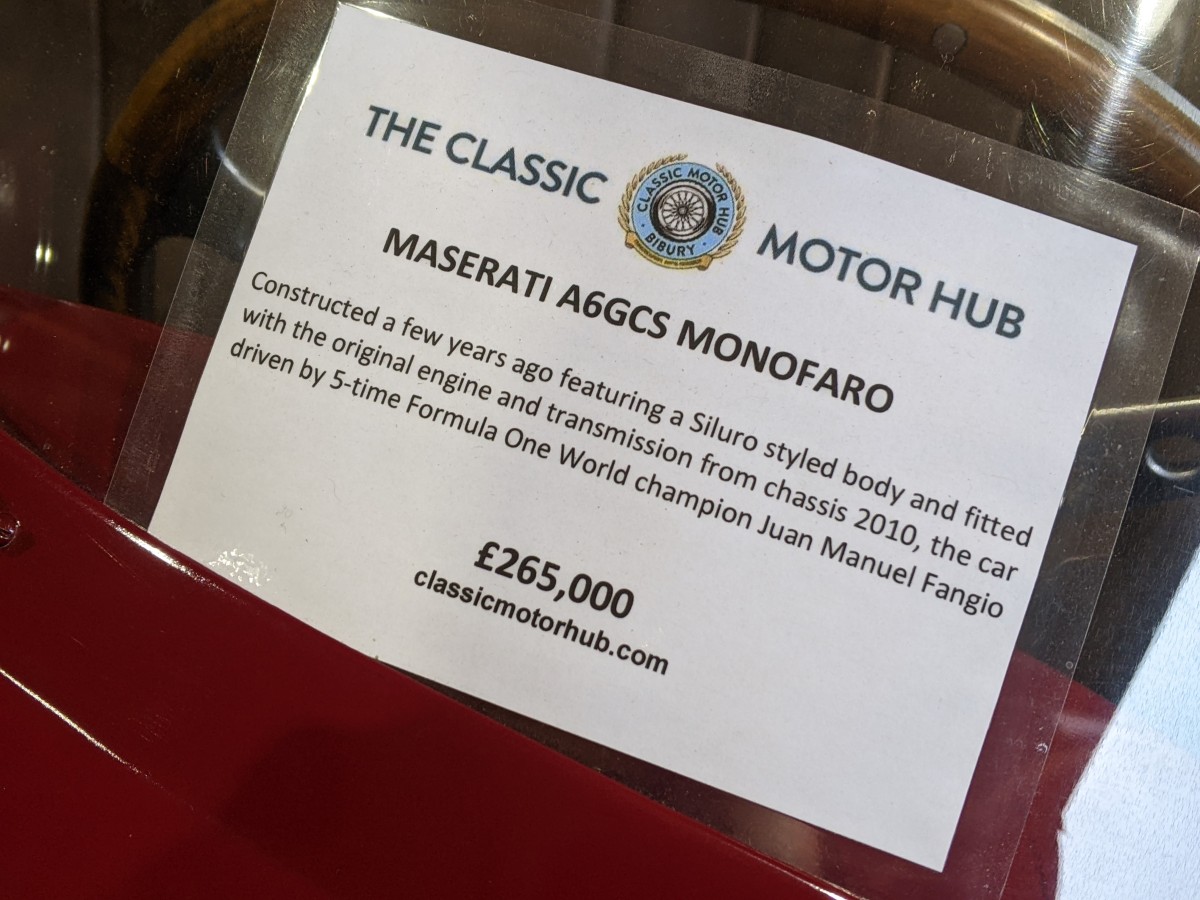 THE CLASSIC MOTOR HUB
CLASSIC MOTOR HUB
BIBURY
MASERATI A6GCS MONOFARO
Constructed a few years ago featuring a Siluro styled body and fitted
with the original engine and transmission from chassis 2010, the car
driven by 5-time Formula One World champion Juan Manuel Fangio
£265,000
classicmotorhub.com